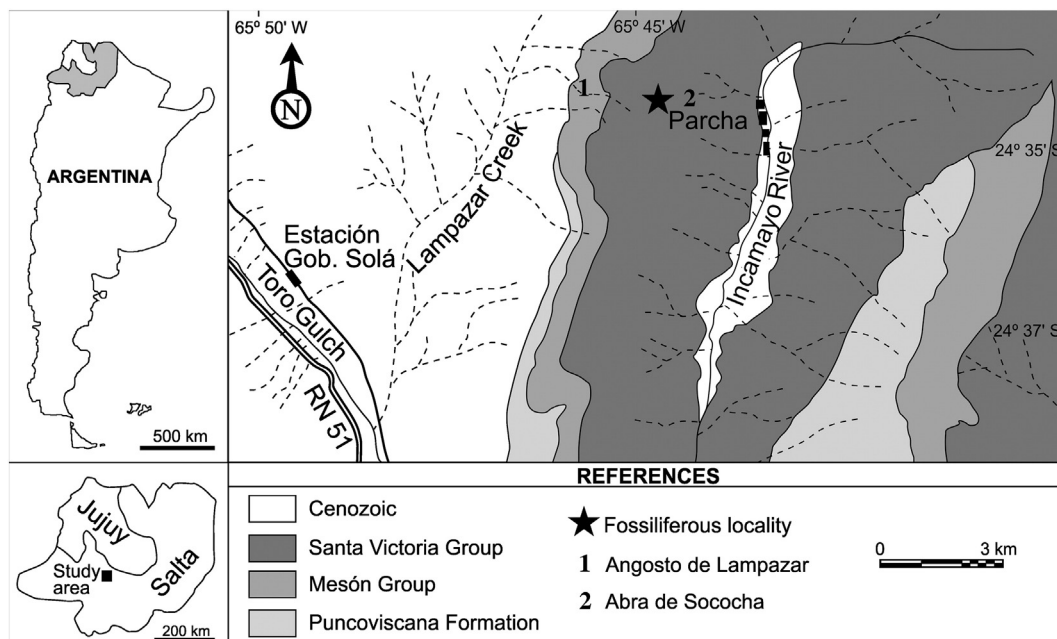 ARGENTINA
500 km
Jujuy
Salta
Study
area
200 km
65º 50' W
65º 45' W
N
1
2
Parcha
24º 35' S
Lampazar Creek
Incamayo River
Estación
Gob. Solá
Toro Gulch
RN 51
24º 37' S
REFERENCES
Cenozoic
Santa Victoria Group
Mesón Group
Puncoviscana Formation
Fossiliferous locality
1 Angosto de Lampazar
2 Abra de Sococha
0 3 km